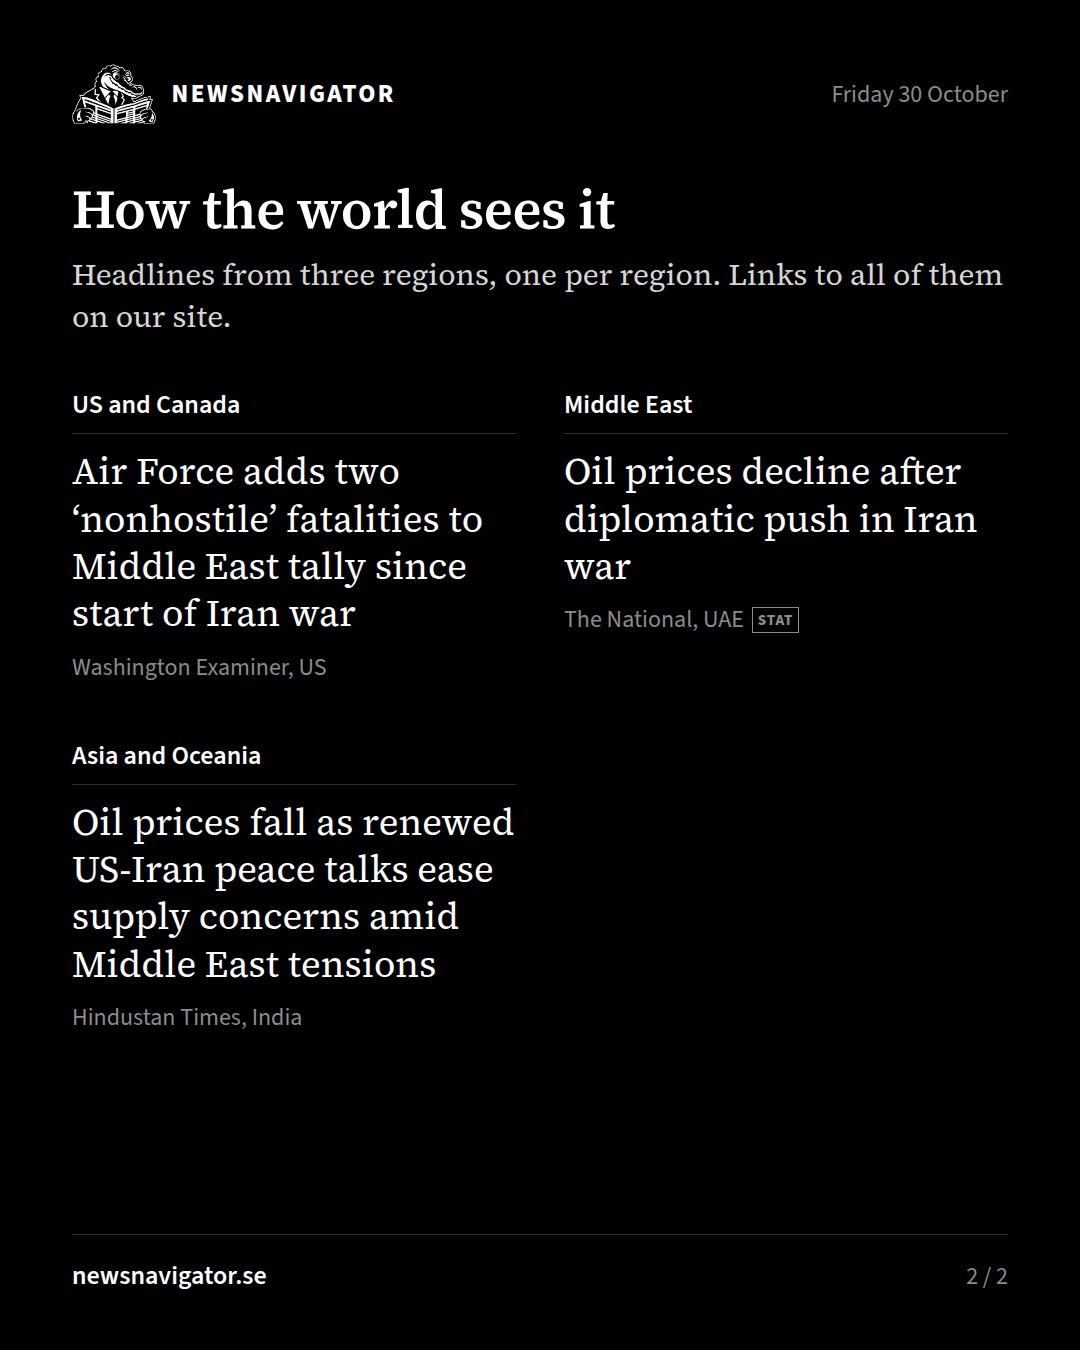 NEWSNAVIGATOR
Friday 30 October
How the world sees it
Headlines from three regions, one per region. Links to all of them
on our site.
US and Canada
Air Force adds two
‘nonhostile’ fatalities to
Middle East tally since
start of Iran war
Washington Examiner, US
Middle East
Oil prices decline after
diplomatic push in Iran
war
The National, UAE STAT
Asia and Oceania
Oil prices fall as renewed
US-Iran peace talks ease
supply concerns amid
Middle East tensions
Hindustan Times, India
newsnavigator.se
2 / 2